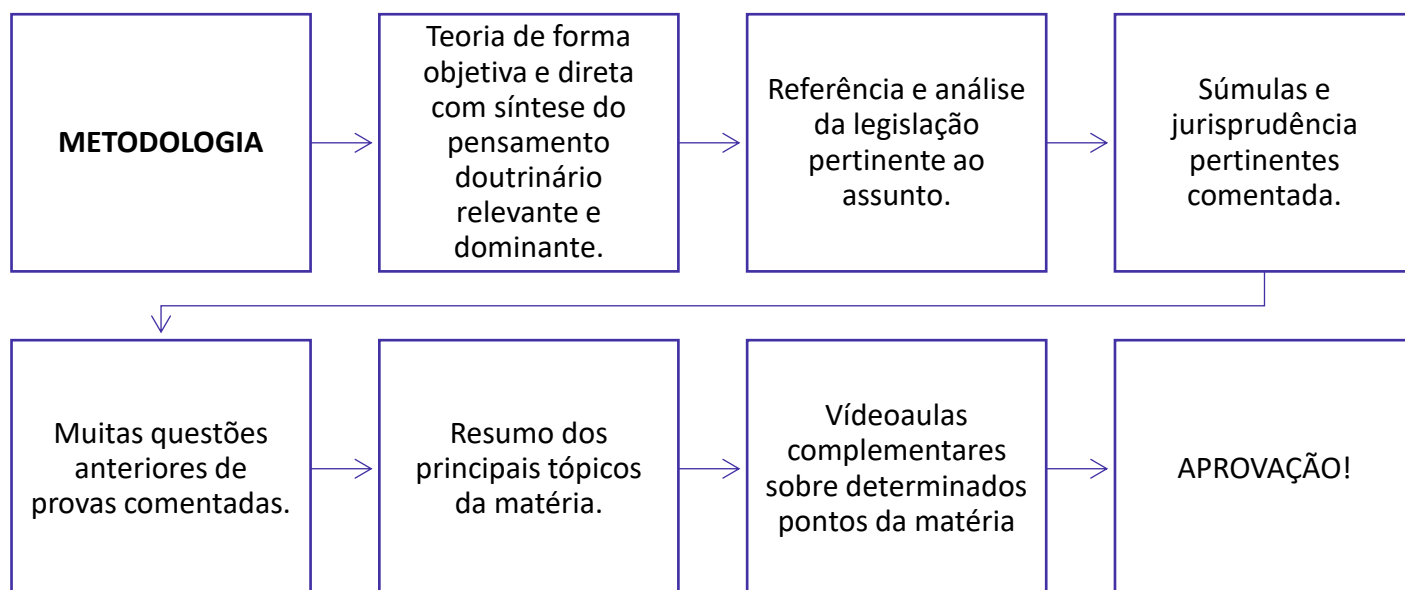 METODOLOGIA
Teoria de forma
objetiva e direta
com síntese do
pensamento
doutrinário
relevante e
dominante.
Referência e análise
da legislação
pertinente ao
assunto.
Súmulas e
jurisprudência
pertinentes
comentada.
Muitas questões
anteriores de
provas comentadas.
Resumo dos
principais tópicos
da matéria.
Vídeoaulas
complementares
sobre determinados
pontos da matéria
APROVAÇÃO!